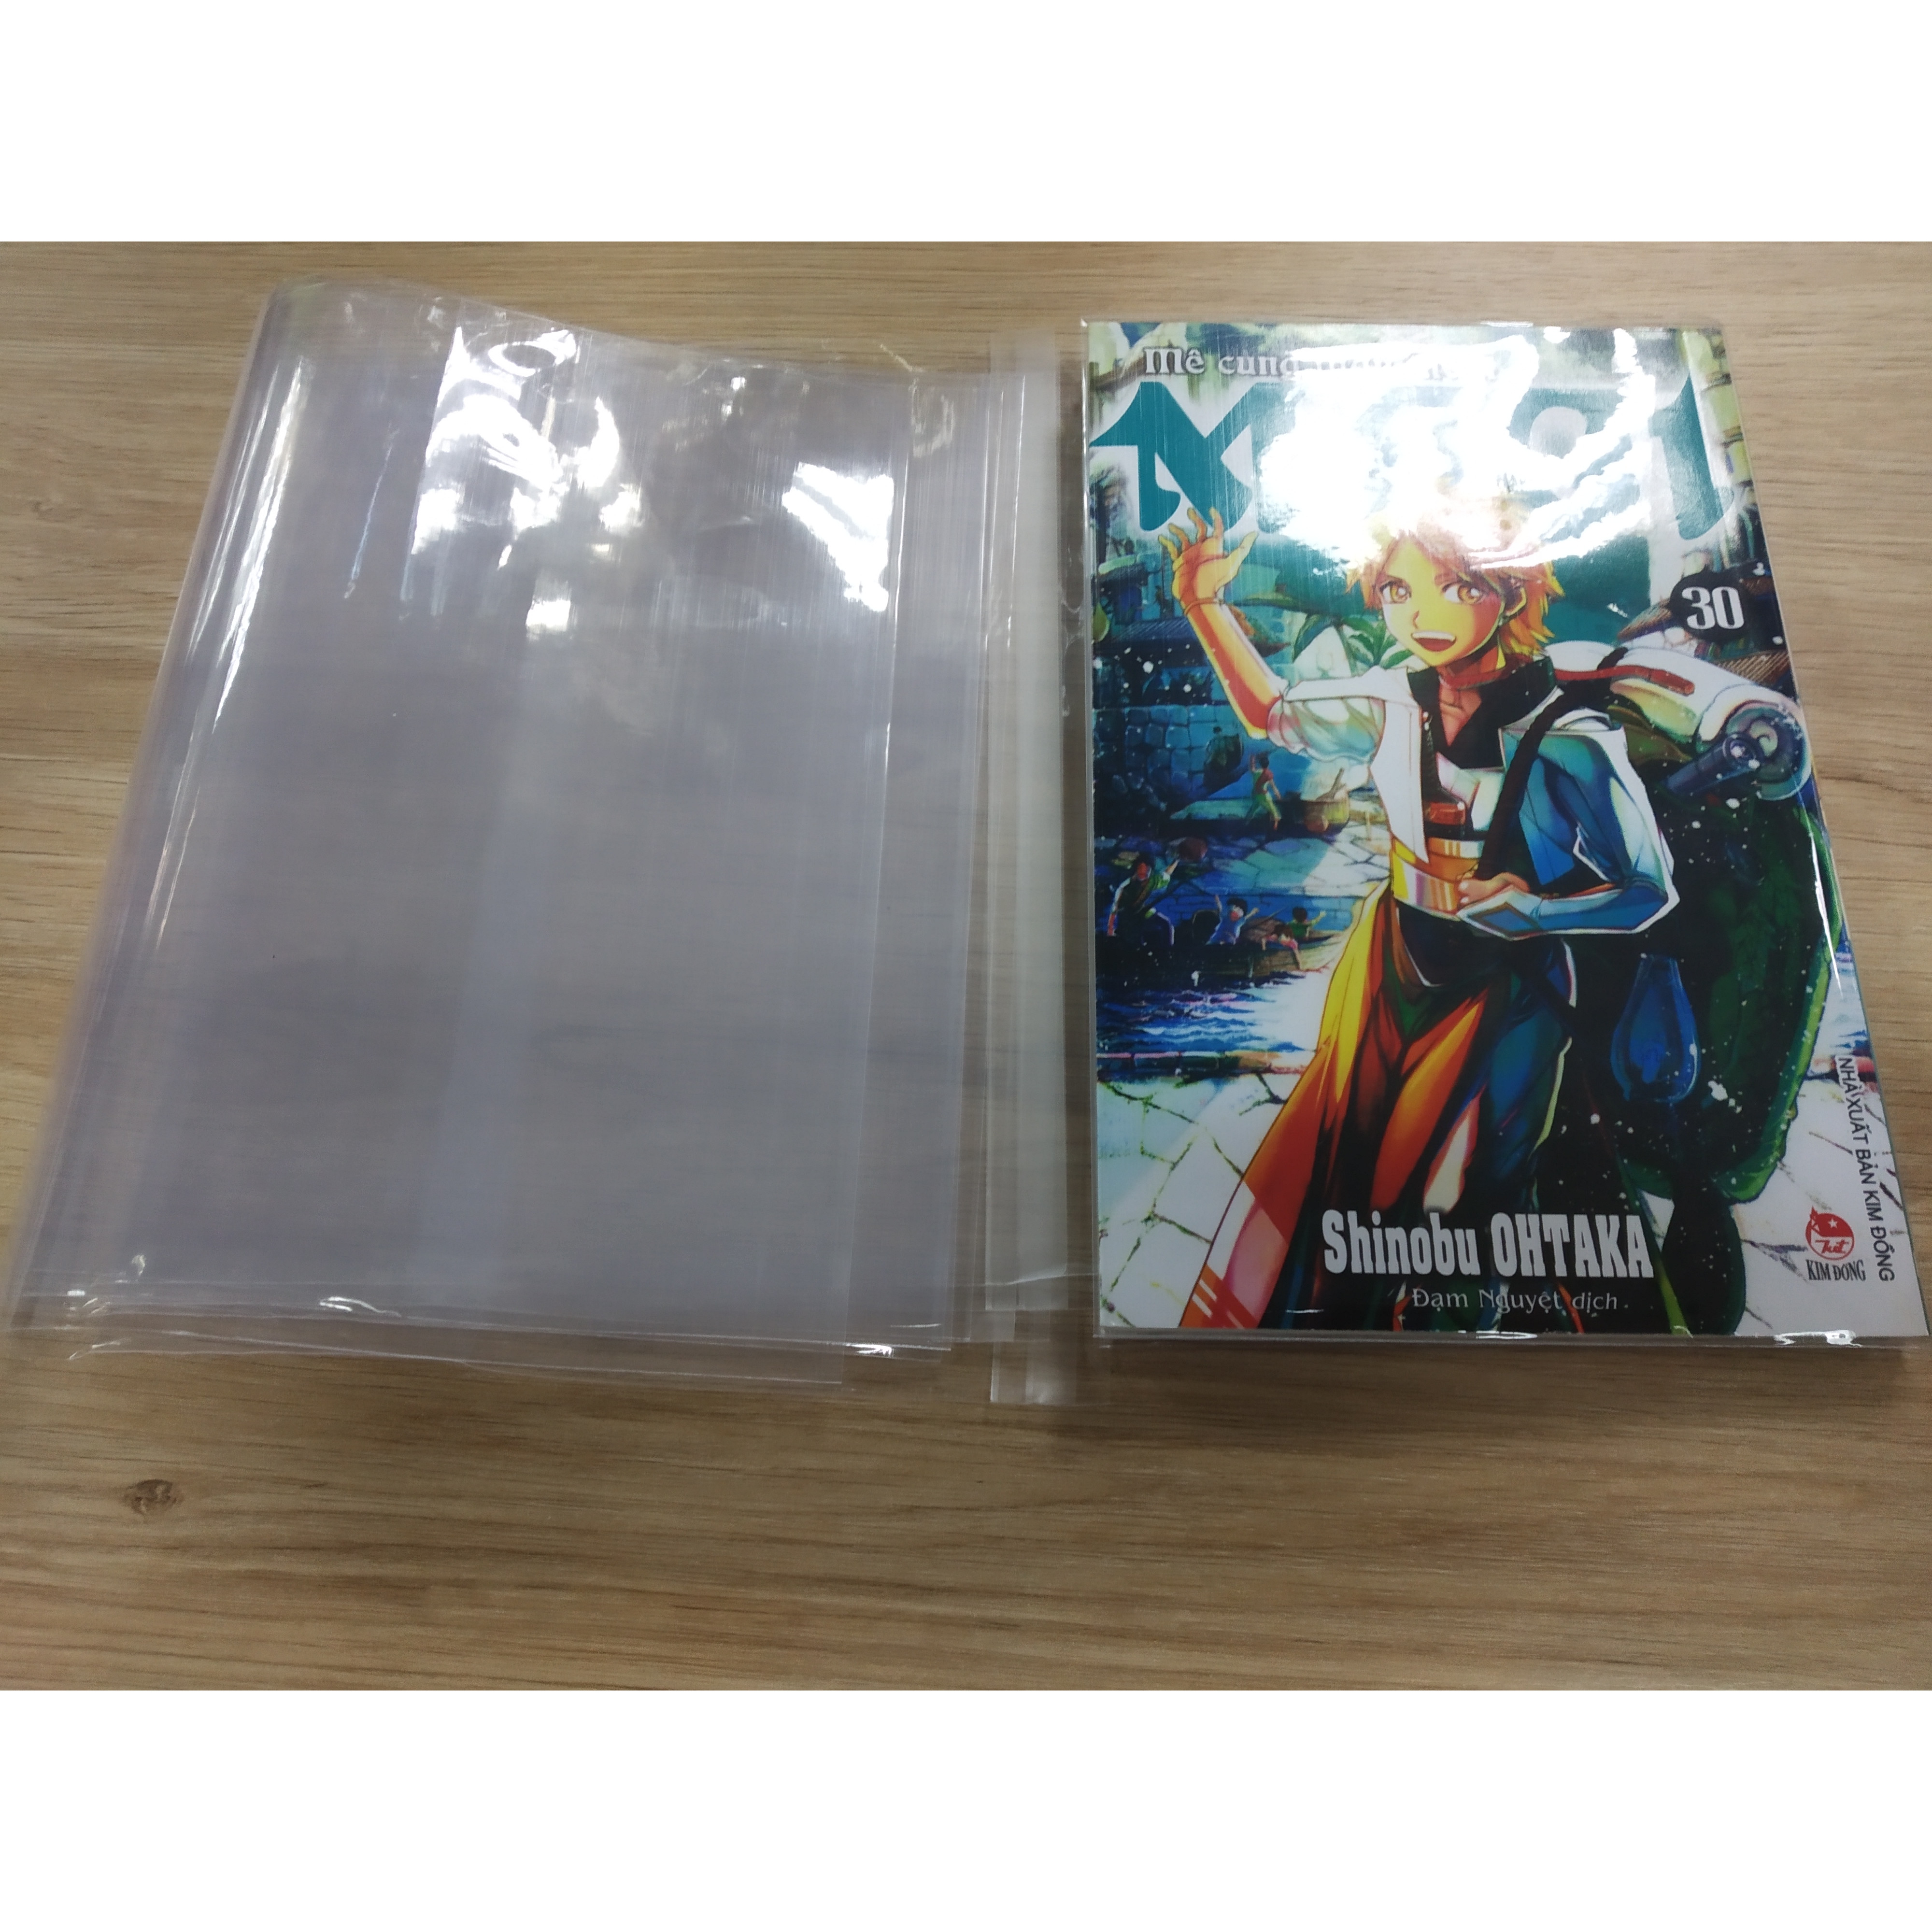 Mê cung
30
Shinobu OHTAKA
Đạm Nguyệt dịch
NHÀ XUẤT BẢN KIM ĐỒNG
KIM ĐỒNG